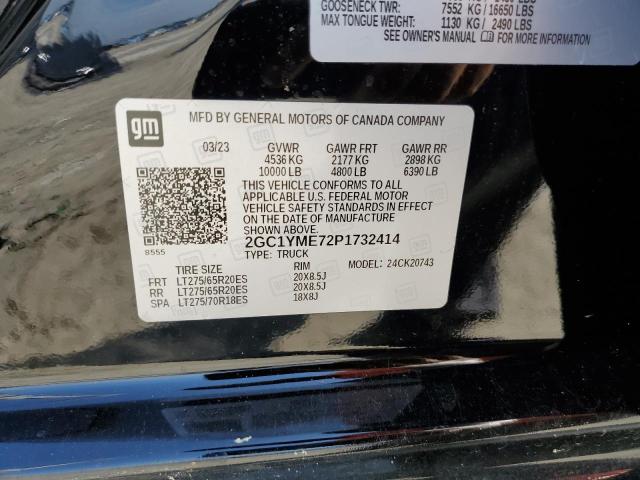 GOOSENECK TWR:
7552 KG/16650 LBS
MAX TONGUE WEIGHT: 1130 KG / 2490 LBS
SEE OWNER'S MANUAL FOR MORE INFORMATION
gm
MFD BY GENERAL MOTORS OF CANADA COMPANY
03/23 GVWR GAWR FRT GAWR RR
4536 KG 2177 KG 2898 KG
10000 LB 4800 LB 6390 LB
THIS VEHICLE CONFORMS TO ALL
APPLICABLE U.S. FEDERAL MOTOR
VEHICLE SAFETY STANDARDS IN EFFECT
ON THE DATE OF MANUFACTURE
SHOWN ABOVE.
2GC1YME72P1732414
8555
TYPE: TRUCK
TIRE SIZE RIM MODEL: 24CK20743
FRT LT275/65R20ES 20X8.5J
RR LT275/65R20ES 20X8.5J
SPA LT275/70R18ES 18X8J